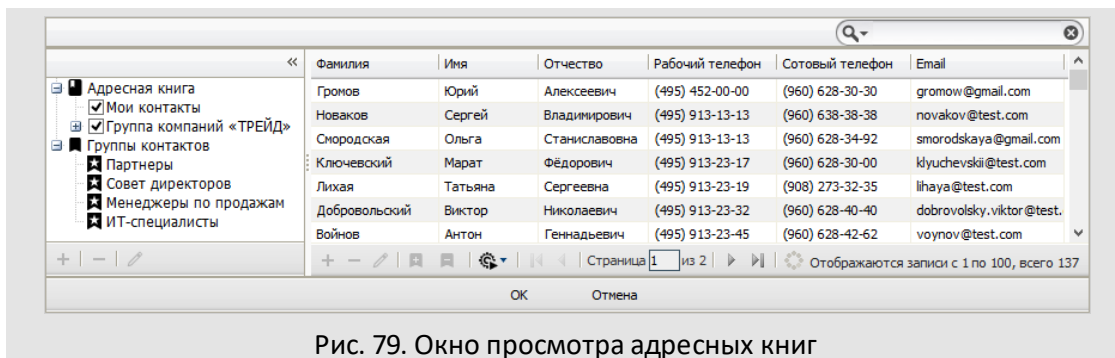 Фамилия Имя Отчество Рабочий телефон Сотовый телефон Email
Адресная книга
Мои контакты
Группа компаний «ТРЕЙД»
Группы контактов
Партнеры
Совет директоров
Менеджеры по продажам
ИТ-специалисты
Громов Юрий Алексеевич (495) 452-00-00 (960) 628-30-30 gromow@gmail.com
Новаков Сергей Владимирович (495) 913-13-13 (960) 638-38-38 novakov@test.com
Смородская Ольга Станиславовна (495) 913-13-13 (960) 628-34-92 smorodskaya@gmail.com
Ключевский Марат Фёдорович (495) 913-23-17 (960) 628-30-00 klyuchevskii@test.com
Лихая Татьяна Сергеевна (495) 913-23-19 (908) 273-32-35 lihaya@test.com
Добровольский Виктор Николаевич (495) 913-23-32 (960) 628-40-40 dobrovolsky.viktor@test.
Войнов Антон Геннадьевич (495) 913-23-45 (960) 628-42-62 voynov@test.com
Страница 1 из 2 Отображаются записи с 1 по 100, всего 137
ОК Отмена
Рис. 79. Окно просмотра адресных книг